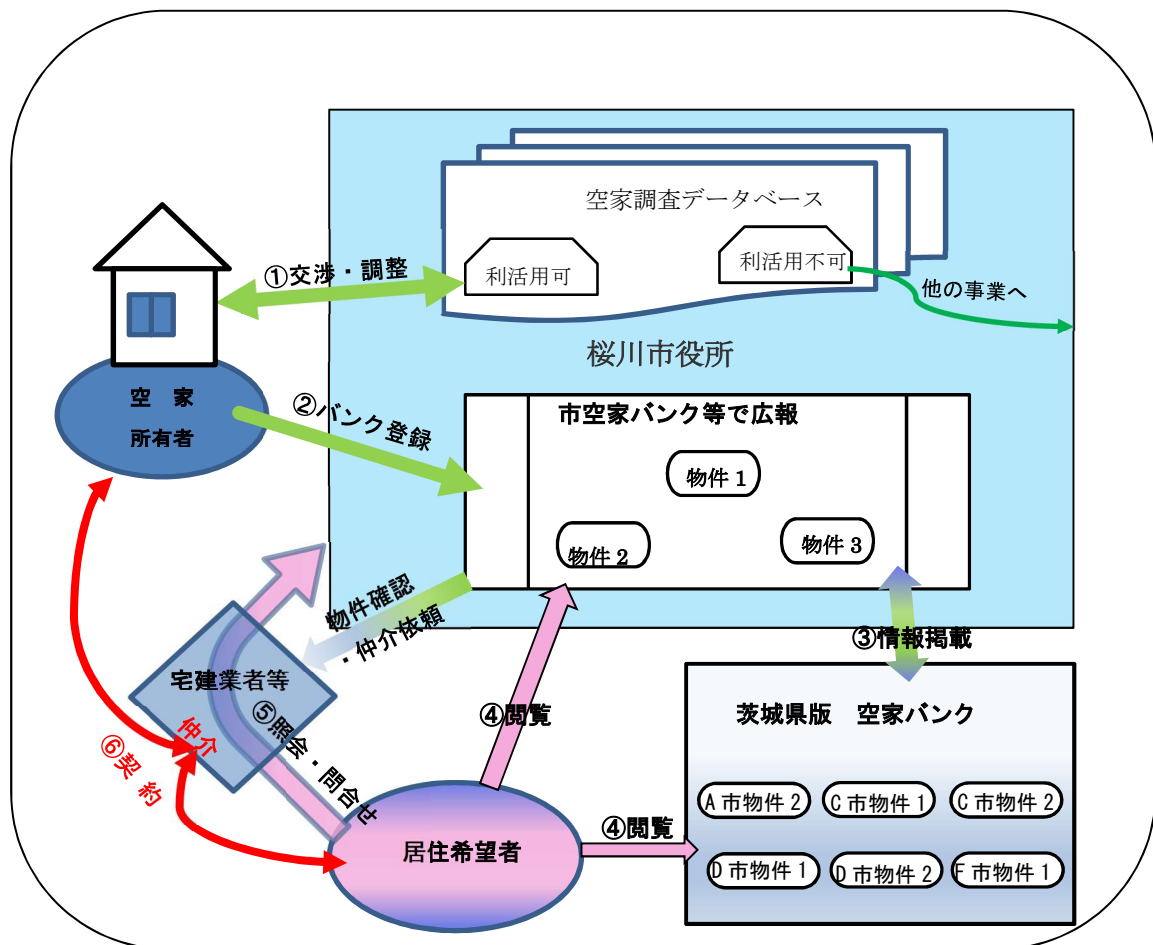 空家調査データベース
利活用可
利活用不可
①交渉・調整
他の事業へ
桜川市役所
空　家
所有者
②バンク登録
市空家バンク等で広報
物件１
物件２
物件３
物件確認
・仲介依頼
③情報掲載
宅建業者等
仲介
⑤照会・問合せ
④閲覧
⑥契 約
茨城県版　空家バンク
A 市物件２
C 市物件１
C 市物件２
D 市物件１
D 市物件２
F 市物件１
④閲覧
居住希望者